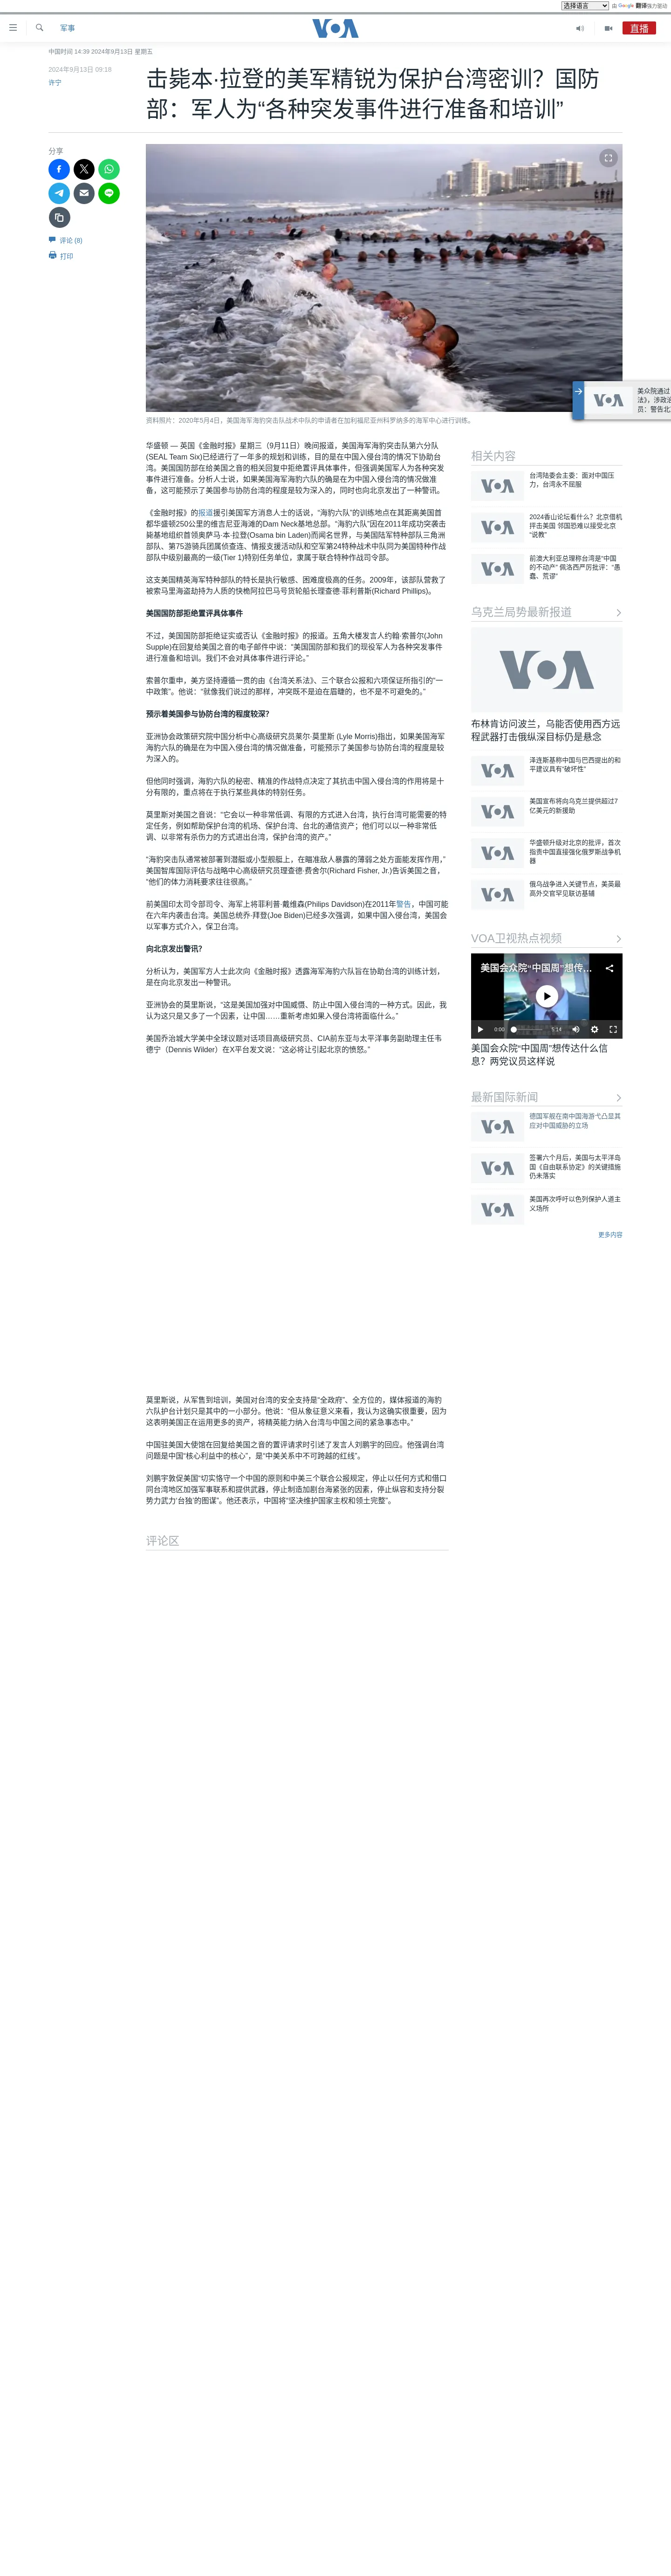 选择语言
由 Google 翻译强力驱动
军事
VOA
直播
中国时间 14:39 2024年9月13日 星期五
2024年9月13日 09:18
许宁
击毙本·拉登的美军精锐为保护台湾密训？国防
部：军人为“各种突发事件进行准备和培训”
分享
评论 (8)
打印
美众院通过
法》，涉政治
员：警告北
资料照片：2020年5月4日，美国海军海豹突击队战术中队的申请者在加利福尼亚州科罗纳多的海军中心进行训练。
华盛顿 — 英国《金融时报》星期三（9月11日）晚间报道，美国海军海豹突击队第六分队
(SEAL Team Six)已经进行了一年多的规划和训练，目的是在中国入侵台湾的情况下协助台
湾。美国国防部在给美国之音的相关回复中拒绝置评具体事件，但强调美国军人为各种突发
事件进行准备。分析人士说，如果美国海军海豹六队的确是在为中国入侵台湾的情况做准
备，这可能预示了美国参与协防台湾的程度是较为深入的，同时也向北京发出了一种警讯。
《金融时报》的报道援引美国军方消息人士的话说，“海豹六队”的训练地点在其距离美国首
都华盛顿250公里的维吉尼亚海滩的Dam Neck基地总部。“海豹六队”因在2011年成功突袭击
毙基地组织首领奥萨马·本·拉登(Osama bin Laden)而闻名世界，与美国陆军特种部队三角洲
部队、第75游骑兵团属侦查连、情报支援活动队和空军第24特种战术中队同为美国特种作战
部队中级别最高的一级(Tier 1)特别任务单位，隶属于联合特种作战司令部。
这支美国精英海军特种部队的特长是执行敏感、困难度极高的任务。2009年，该部队营救了
被索马里海盗劫持为人质的快桅阿拉巴马号货轮船长理查德·菲利普斯(Richard Phillips)。
美国国防部拒绝置评具体事件
不过，美国国防部拒绝证实或否认《金融时报》的报道。五角大楼发言人约翰·索普尔(John
Supple)在回复给美国之音的电子邮件中说：“美国国防部和我们的现役军人为各种突发事件
进行准备和培训。我们不会对具体事件进行评论。”
索普尔重申，美方坚持遵循一贯的由《台湾关系法》、三个联合公报和六项保证所指引的“一
中政策”。他说：“就像我们说过的那样，冲突既不是迫在眉睫的，也不是不可避免的。”
预示着美国参与协防台湾的程度较深？
亚洲协会政策研究院中国分析中心高级研究员莱尔·莫里斯 (Lyle Morris)指出，如果美国海军
海豹六队的确是在为中国入侵台湾的情况做准备，可能预示了美国参与协防台湾的程度是较
为深入的。
但他同时强调，海豹六队的秘密、精准的作战特点决定了其抗击中国入侵台湾的作用将是十
分有限的，重点将在于执行某些具体的特别任务。
莫里斯对美国之音说：“它会以一种非常低调、有限的方式进入台湾，执行台湾可能需要的特
定任务，例如帮助保护台湾的机场、保护台湾、台北的通信资产；他们可以以一种非常低
调、以非常有杀伤力的方式进出台湾，保护台湾的资产。”
“海豹突击队通常被部署到潜艇或小型舰艇上，在瞄准敌人暴露的薄弱之处方面能发挥作用，”
美国智库国际评估与战略中心高级研究员理查德·费舍尔(Richard Fisher, Jr.)告诉美国之音，
“他们的体力消耗要求往往很高。”
前美国印太司令部司令、海军上将菲利普·戴维森(Philips Davidson)在2011年警告，中国可能
在六年内袭击台湾。美国总统乔·拜登(Joe Biden)已经多次强调，如果中国入侵台湾，美国会
以军事方式介入，保卫台湾。
向北京发出警讯？
分析认为，美国军方人士此次向《金融时报》透露海军海豹六队旨在协助台湾的训练计划，
是在向北京发出一种警讯。
亚洲协会的莫里斯说，“这是美国加强对中国威慑、防止中国入侵台湾的一种方式。因此，我
认为这只是又多了一个因素，让中国……重新考虑如果入侵台湾将面临什么。”
美国乔治城大学美中全球议题对话项目高级研究员、CIA前东亚与太平洋事务副助理主任韦
德宁（Dennis Wilder）在X平台发文说：“这必将让引起北京的愤怒。”
莫里斯说，从军售到培训，美国对台湾的安全支持是“全政府”、全方位的，媒体报道的海豹
六队护台计划只是其中的一小部分。他说：“但从象征意义来看，我认为这确实很重要，因为
这表明美国正在运用更多的资产，将精英能力纳入台湾与中国之间的紧急事态中。”
中国驻美国大使馆在回复给美国之音的置评请求时引述了发言人刘鹏宇的回应。他强调台湾
问题是中国“核心利益中的核心”，是“中美关系中不可跨越的红线”。
刘鹏宇敦促美国“切实恪守一个中国的原则和中美三个联合公报规定，停止以任何方式和借口
同台湾地区加强军事联系和提供武器，停止制造加剧台海紧张的因素，停止纵容和支持分裂
势力武力‘台独’的图谋”。他还表示，中国将“坚决维护国家主权和领土完整”。
评论区
相关内容
VOA
台湾陆委会主委：面对中国压
力，台湾永不屈服
VOA
2024香山论坛看什么？北京借机
抨击美国 邻国恐难以接受北京
“说教”
VOA
前澳大利亚总理称台湾是“中国
的不动产” 佩洛西严厉批评：“愚
蠢、荒谬”
乌克兰局势最新报道
VOA
布林肯访问波兰，乌能否使用西方远
程武器打击俄纵深目标仍是悬念
VOA
泽连斯基称中国与巴西提出的和
平建议具有“破坏性”
VOA
美国宣布将向乌克兰提供超过7
亿美元的新援助
VOA
华盛顿升级对北京的批评，首次
指责中国直接强化俄罗斯战争机
器
VOA
俄乌战争进入关键节点，美英最
高外交官罕见联访基辅
VOA卫视热点视频
美国会众院“中国周”想传…
0:00
5:14
美国会众院“中国周”想传达什么信
息？两党议员这样说
最新国际新闻
VOA
德国军舰在南中国海游弋凸显其
应对中国威胁的立场
VOA
签署六个月后，美国与太平洋岛
国《自由联系协定》的关键措施
仍未落实
VOA
美国再次呼吁以色列保护人道主
义场所
更多内容